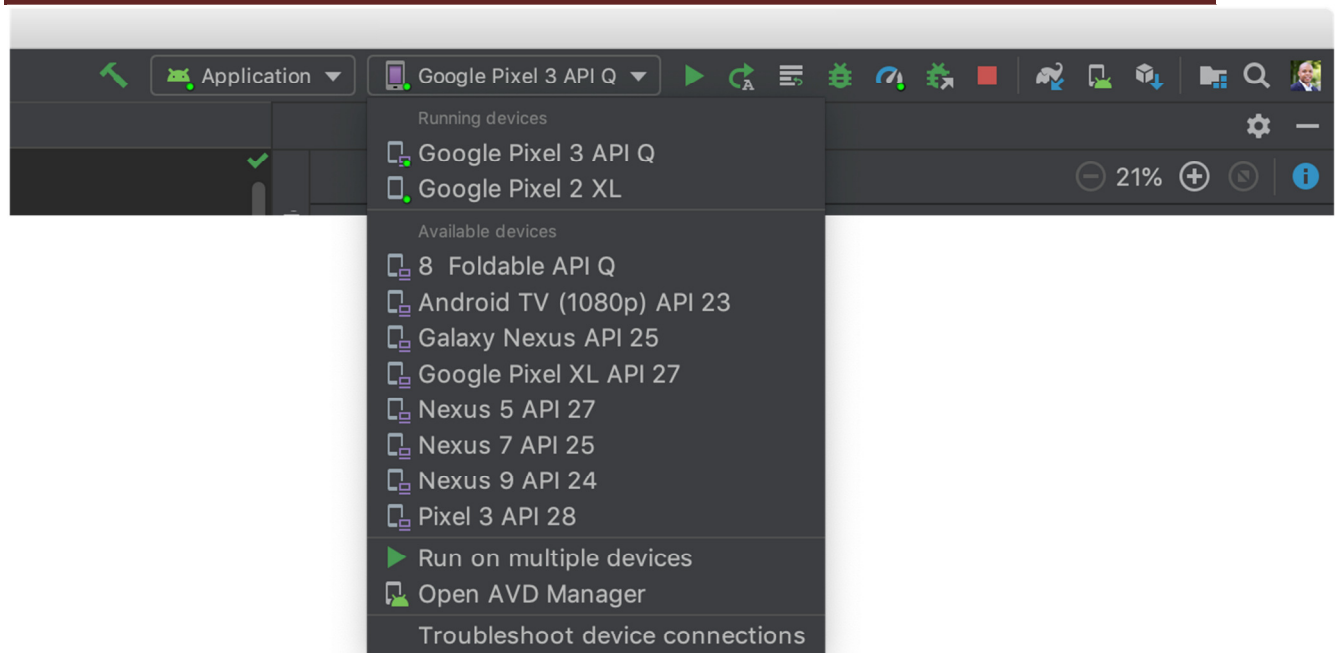 Application
Google Pixel 3 API Q
Running devices
Google Pixel 3 API Q
21%
Google Pixel 2 XL
Available devices
8 Foldable API Q
Android TV (1080p) API 23
Galaxy Nexus API 25
Google Pixel XL API 27
Nexus 5 API 27
Nexus 7 API 25
Nexus 9 API 24
Pixel 3 API 28
Run on multiple devices
Open AVD Manager
Troubleshoot device connections